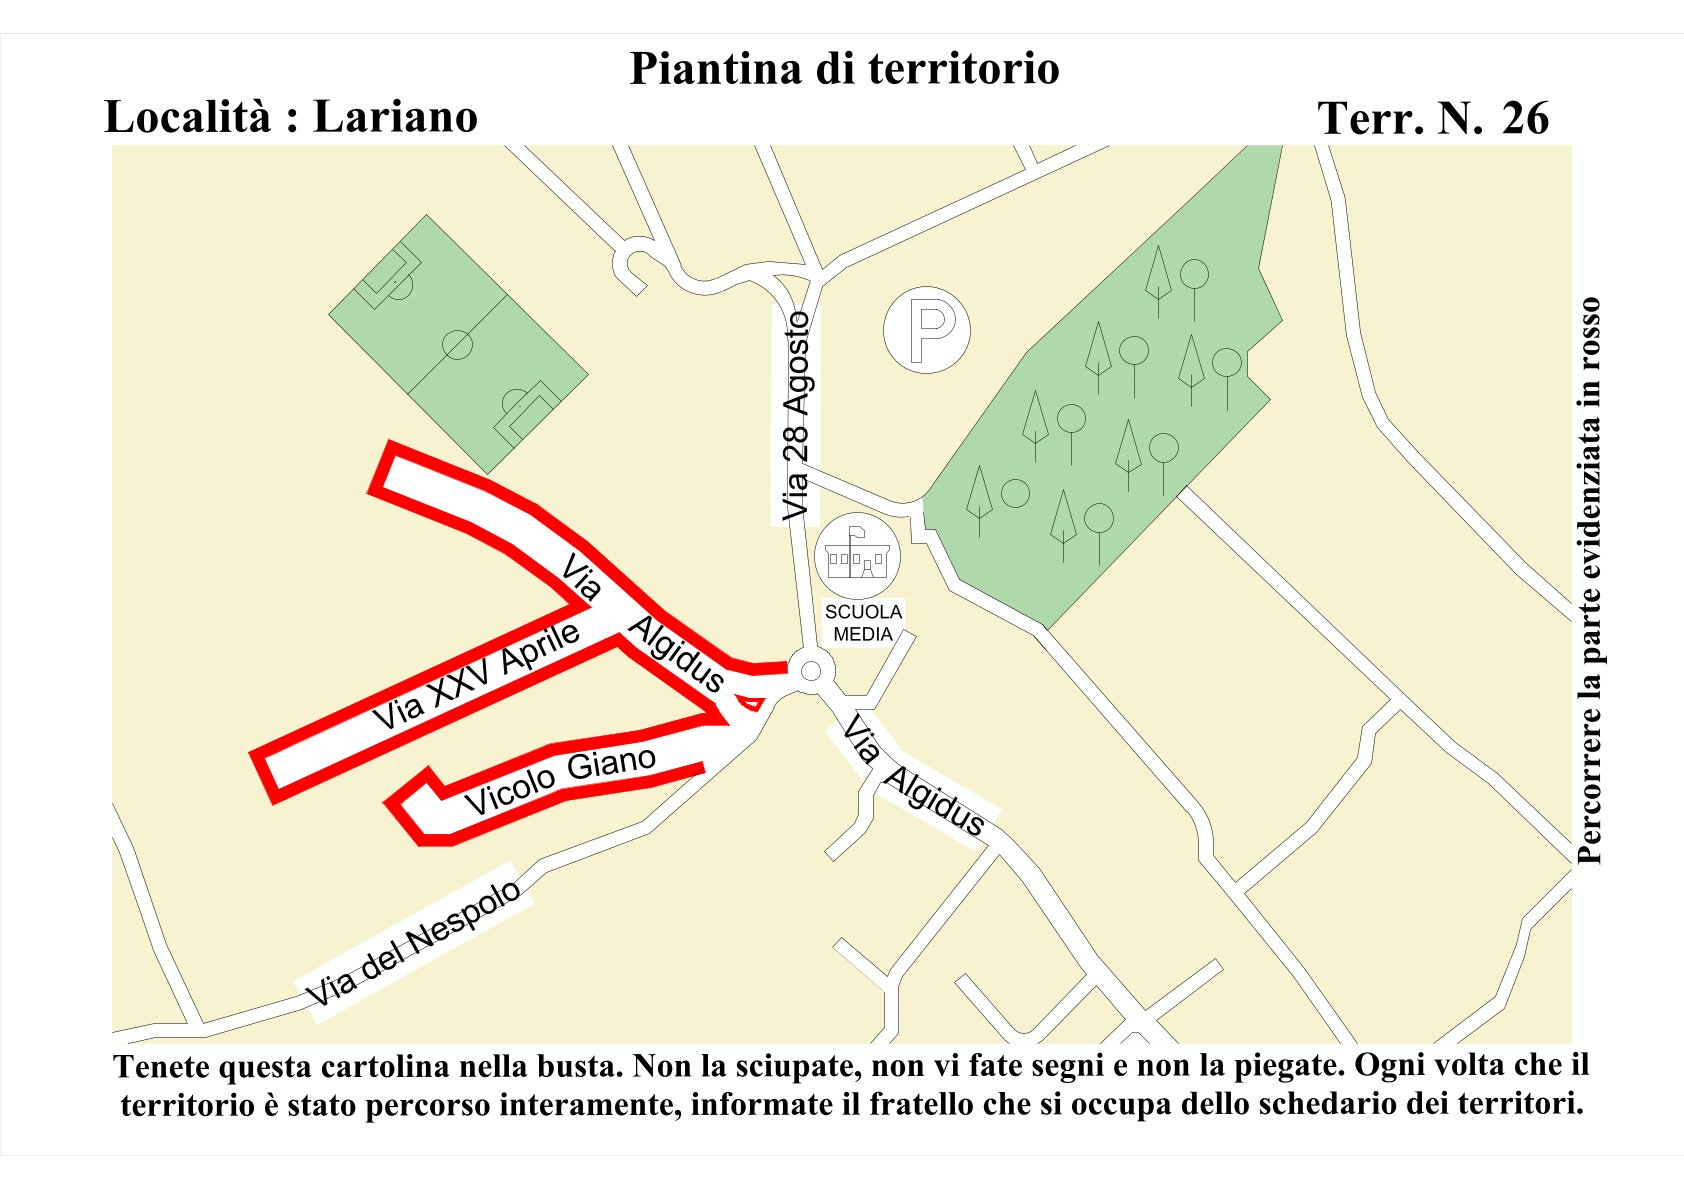 Piantina di territorio
Località : Lariano
Terr. N. 26
Via 28 Agosto
P
SCUOLA
MEDIA
Via Algidus
Via XXV Aprile
Vicolo Giano
Via Algidus
Via del Nespolo
Percorrere la parte evidenziata in rosso
Tenete questa cartolina nella busta. Non la sciupate, non vi fate segni e non la piegate. Ogni volta che il
territorio è stato percorso interamente, informate il fratello che si occupa dello schedario dei territori.